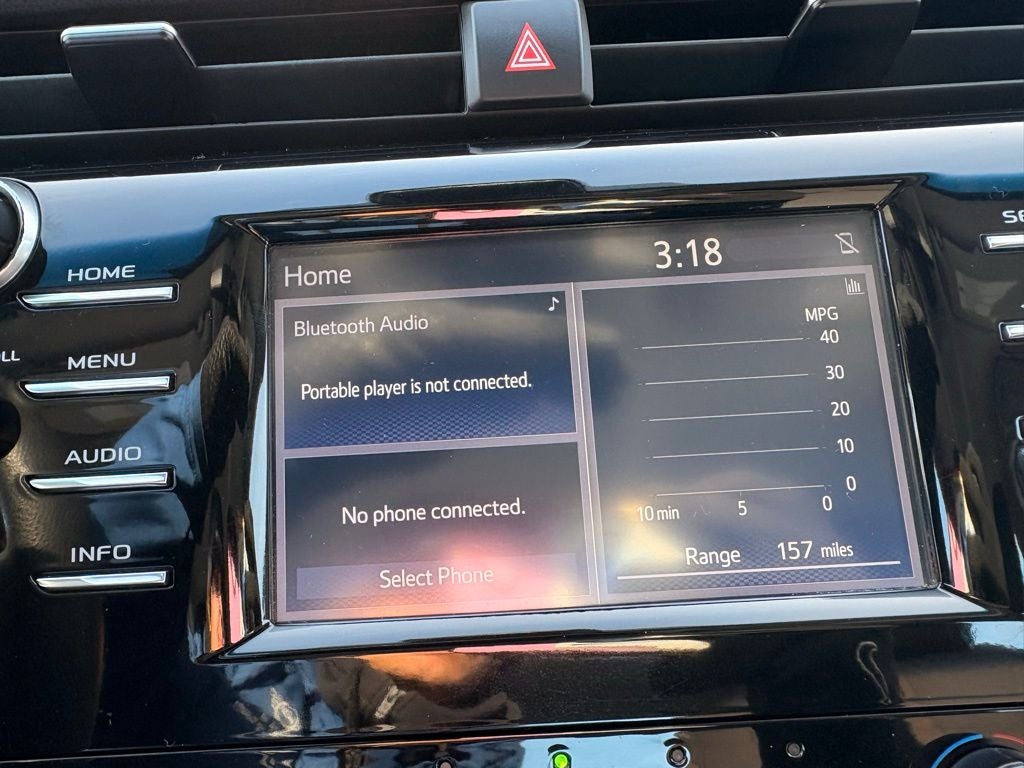 HOME
MENU
AUDIO
INFO
Home
3:18
Bluetooth Audio
Portable player is not connected.
No phone connected.
Select Phone
MPG
40
30
20
10
0
10 min 5 0
Range 157 miles